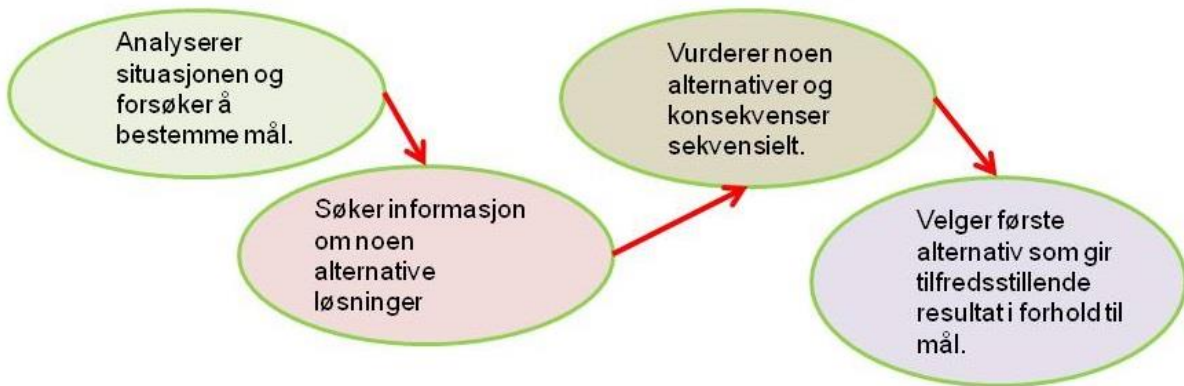 Analyserer
situasjonen og
forsøker å
bestemme mål.
Søker informasjon
om noen
alternative
løsninger
Vurderer noen
alternativer og
konsekvenser
sekvensielt.
Velger første
alternativ som gir
tilfredsstillende
resultat i forhold til
mål.